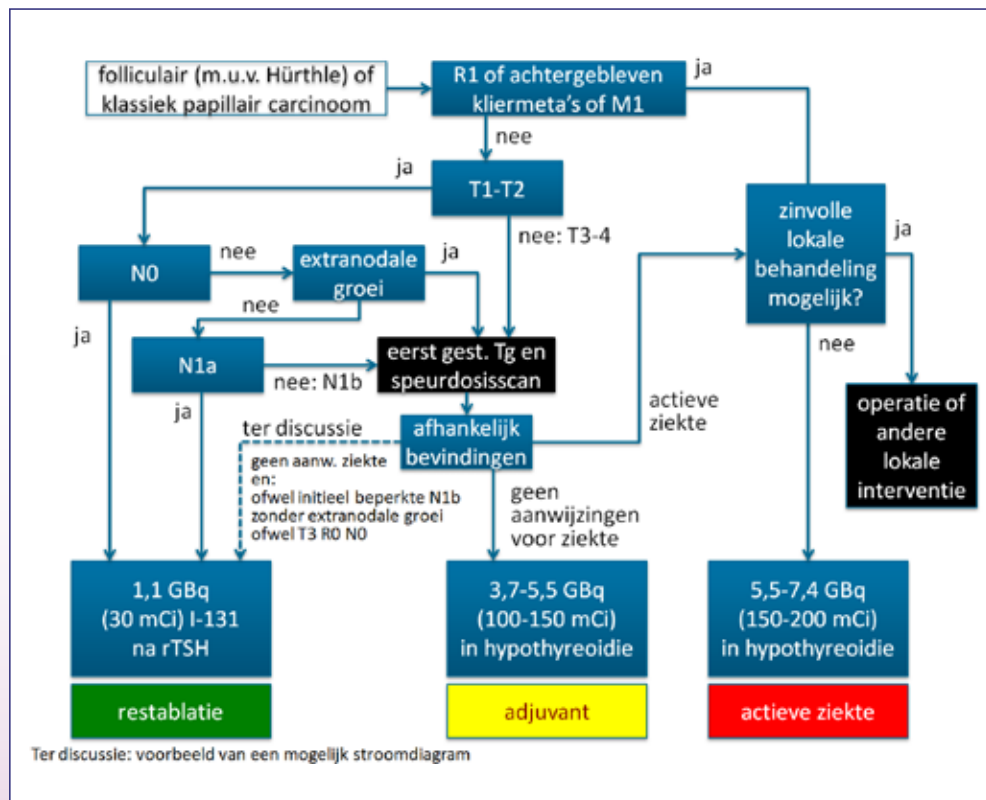 folliculair (m.u.v. Hürthle) of
klassiek papillair carcinoom
R1 of achtergebleven
kliermeta's of M1
ja
nee
ja
T1-T2
nee: T3-4
zinvolle
lokale
behandeling
mogelijk?
ja
nee
N0
nee
extranodale
groei
ja
nee
ja
N1a
nee: N1b
eerst gest. Tg en
speurdosisscan
ja
ter discussie
afhankelijk
bevindingen
actieve
ziekte
operatie of
andere
lokale
interventie
geen aanw. ziekte
en:
ofwel initieel beperkte N1b
zonder extranodale groei
ofwel T3 R0 N0
geen
aanwijzingen
voor ziekte
1,1 GBq
(30 mCi) I-131
na rTSH
3,7-5,5 GBq
(100-150 mCi)
in hypothyreoidie
5,5-7,4 GBq
(150-200 mCi)
in hypothyreoidie
restablatie
adjuvant
actieve ziekte
Ter discussie: voorbeeld van een mogelijk stroomdiagram